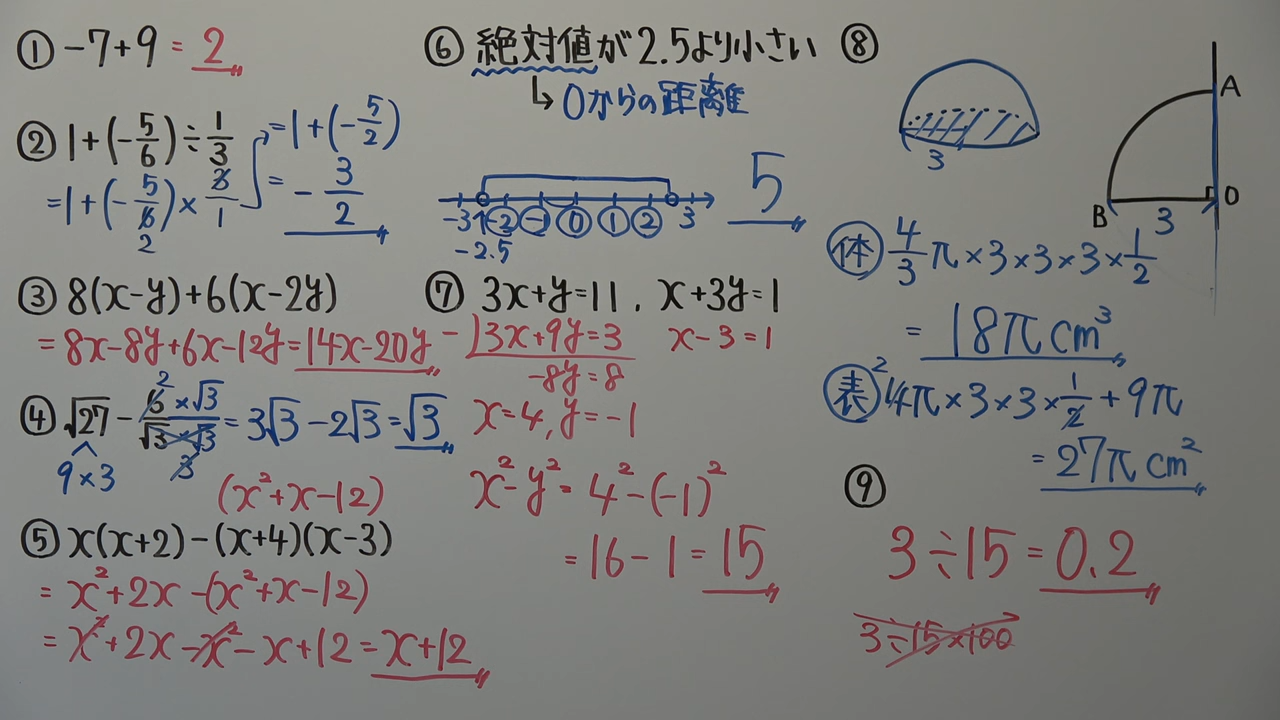 ① -7+9 = 2
② 1+(-5/6)÷1/3
=1+(-5/6)×3/1
2
=1+(-5/2)
= -3/2
③ 8(x-y)+6(x-2y)
= 8x-8y+6x-12y=14x-20y
④ √27 - 6×√3/√3×√3 = 3√3 - 2√3 = √3
2
3
9×3
(x²+x-12)
⑤ x(x+2)-(x+4)(x-3)
= x²+2x-(x²+x-12)
= x²+2x-x²-x+12=x+12
⑥ 絶対値が2.5より小さい
↳ 0からの距離
-3 -2 -1 0 1 2 3
-2.5
5
⑦ 3x+y=11, x+3y=1
-) 3x+9y=3 x-3=1
-8y=8
x=4, y=-1
x²-y²= 4²-(-1)²
=16-1=15
⑧
3
A
B 3 O
体 4/3π×3×3×3×1/2
= 18πcm³
表 4π×3×3×1/2+9π
2
= 27πcm²
⑨
3÷15=0.2
3÷15×100